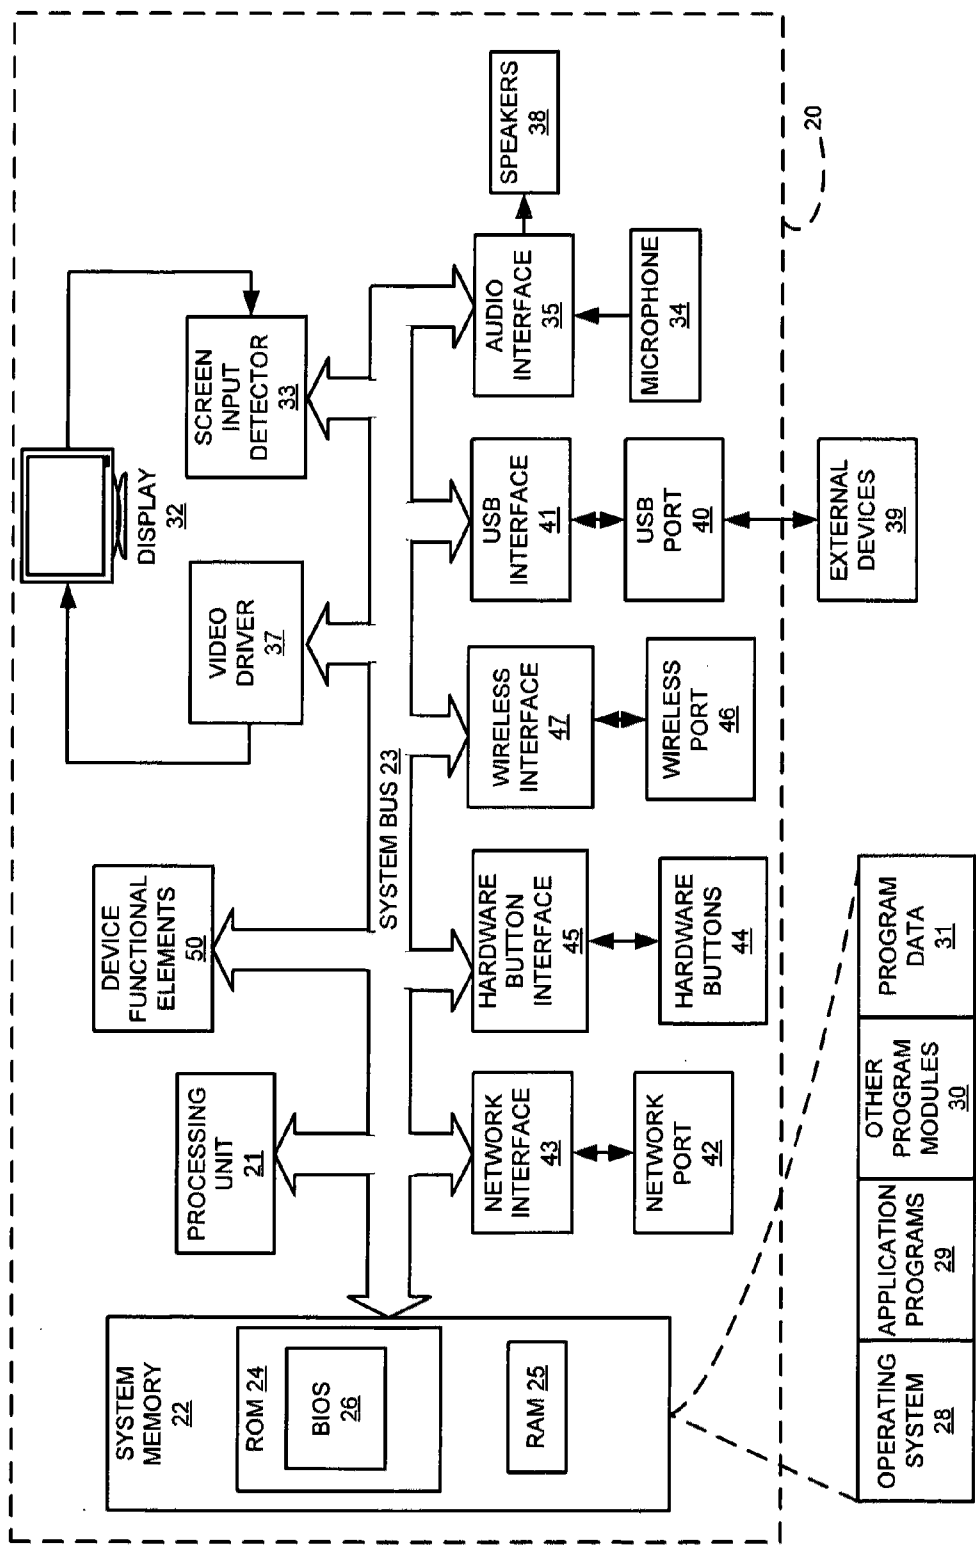 SYSTEM
MEMORY
22
ROM 24
BIOS
26
RAM 25
PROCESSING
UNIT
21
DEVICE
FUNCTIONAL
ELEMENTS
50
VIDEO
DRIVER
37
DISPLAY
32
SCREEN
INPUT
DETECTOR
33
SYSTEM BUS 23
NETWORK
INTERFACE
43
HARDWARE
BUTTON
INTERFACE
45
WIRELESS
INTERFACE
47
USB
INTERFACE
41
AUDIO
INTERFACE
35
SPEAKERS
38
NETWORK
PORT
42
HARDWARE
BUTTONS
44
WIRELESS
PORT
46
USB
PORT
40
MICROPHONE
34
20
EXTERNAL
DEVICES
39
OPERATING
SYSTEM
28
APPLICATION
PROGRAMS
29
OTHER
PROGRAM
MODULES
30
PROGRAM
DATA
31